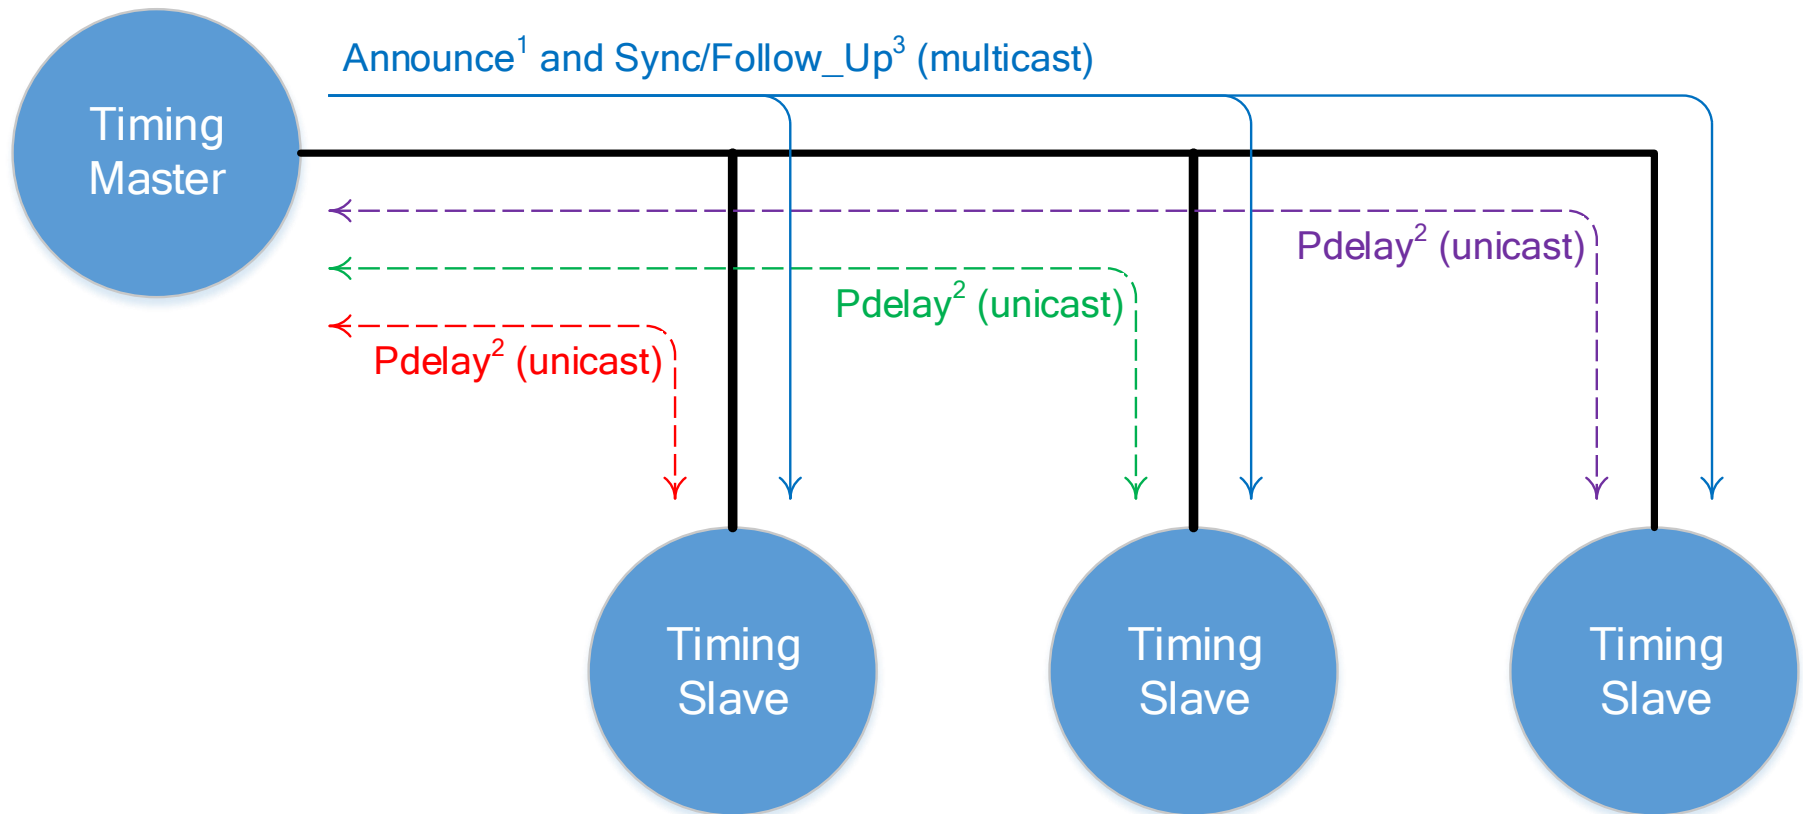 Announce¹ and Sync/Follow_Up³ (multicast)
Timing
Master
Pdelay² (unicast)
Pdelay² (unicast)
Pdelay² (unicast)
Timing
Slave
Timing
Slave
Timing
Slave